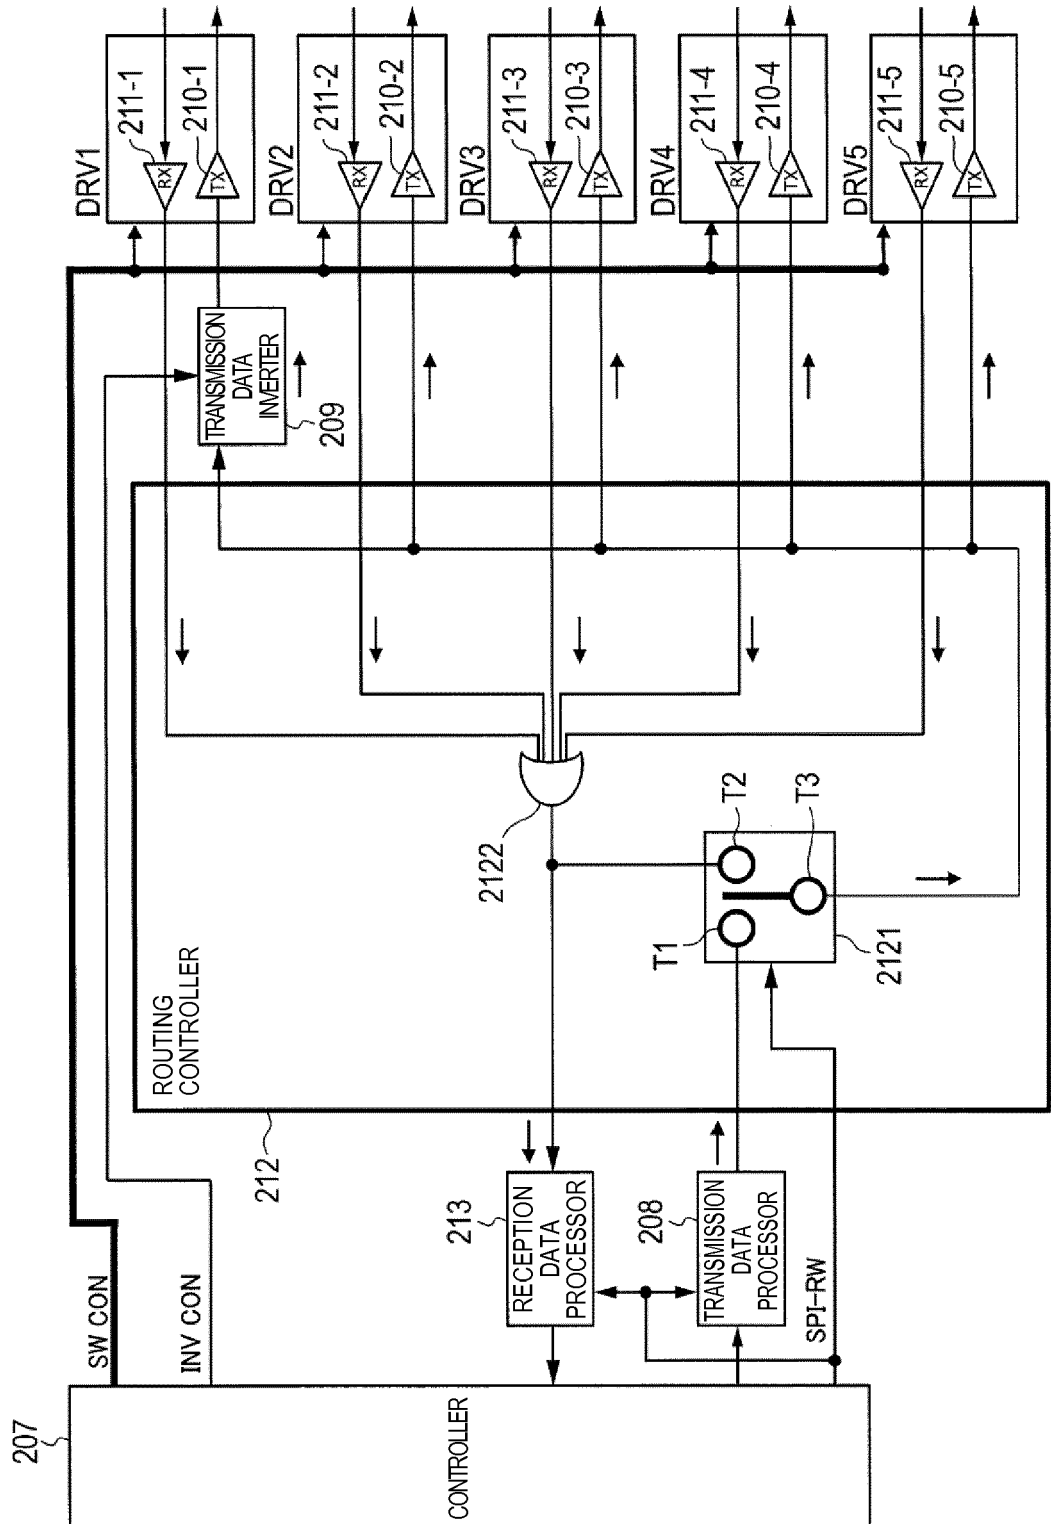 DRV1
211-1
210-1
RX
TX
DRV2
211-2
210-2
RX
TX
DRV3
211-3
210-3
RX
TX
DRV4
211-4
210-4
RX
TX
DRV5
211-5
210-5
RX
TX
TRANSMISSION
DATA
INVERTER
209
2122
T2
T3
T1
2121
ROUTING
CONTROLLER
212
213
RECEPTION
DATA
PROCESSOR
208
TRANSMISSION
DATA
PROCESSOR
SW CON
INV CON
SPI-RW
207
CONTROLLER